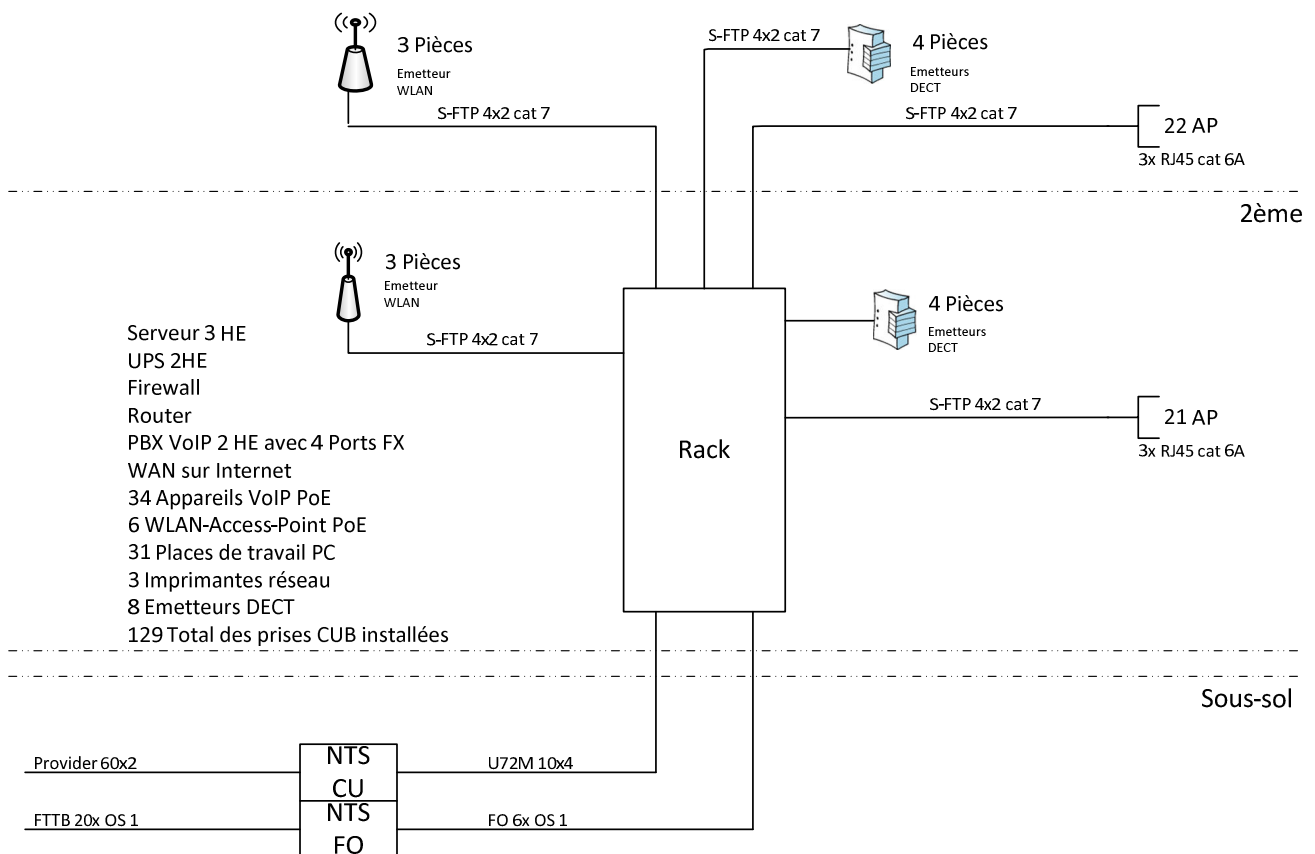 3 Pièces
Emetteur
WLAN
S-FTP 4x2 cat 7
S-FTP 4x2 cat 7
4 Pièces
Emetteurs
DECT
S-FTP 4x2 cat 7
22 AP
3x RJ45 cat 6A
2ème
3 Pièces
Emetteur
WLAN
S-FTP 4x2 cat 7
4 Pièces
Emetteurs
DECT
S-FTP 4x2 cat 7
21 AP
3x RJ45 cat 6A
Rack
Serveur 3 HE
UPS 2HE
Firewall
Router
PBX VoIP 2 HE avec 4 Ports FX
WAN sur Internet
34 Appareils VoIP PoE
6 WLAN-Access-Point PoE
31 Places de travail PC
3 Imprimantes réseau
8 Emetteurs DECT
129 Total des prises CUB installées
Sous-sol
Provider 60x2
NTS
CU
U72M 10x4
FTTB 20x OS 1
NTS
FO
FO 6x OS 1